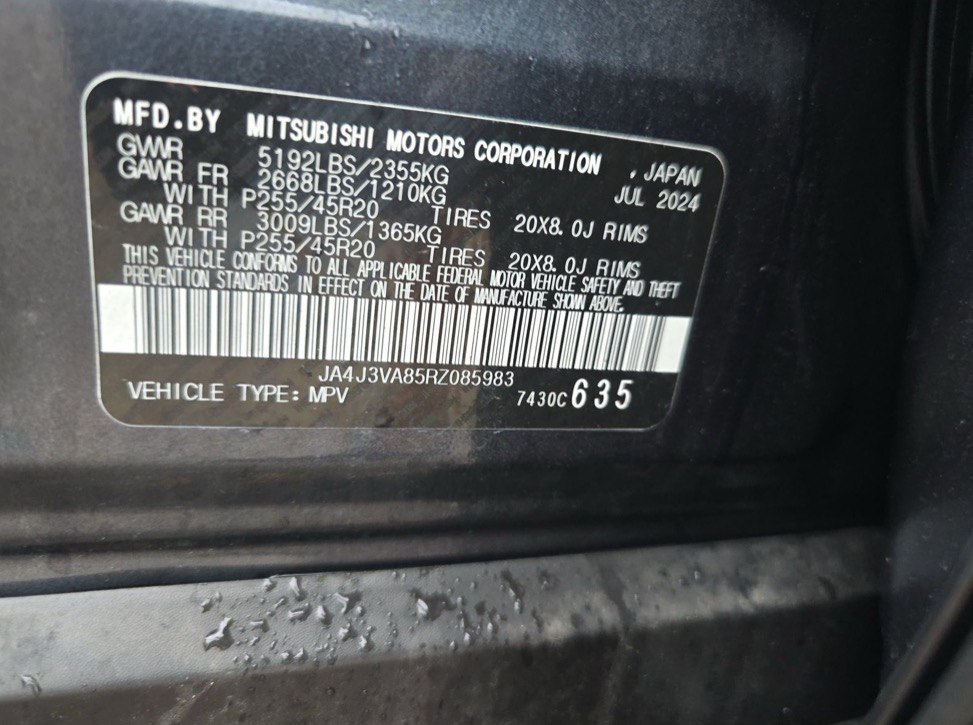 MFD.BY MITSUBISHI MOTORS CORPORATION , JAPAN
GVWR 5192LBS/2355KG JUL 2024
GAWR FR 2668LBS/1210KG
WITH P255/45R20 TIRES 20X8.0J RIMS
GAWR RR 3009LBS/1365KG
WITH P255/45R20 TIRES 20X8.0J RIMS
THIS VEHICLE CONFORMS TO ALL APPLICABLE FEDERAL MOTOR VEHICLE SAFETY AND THEFT
PREVENTION STANDARDS IN EFFECT ON THE DATE OF MANUFACTURE SHOWN ABOVE.
JA4J3VA85RZ085983
VEHICLE TYPE: MPV 7430C 635